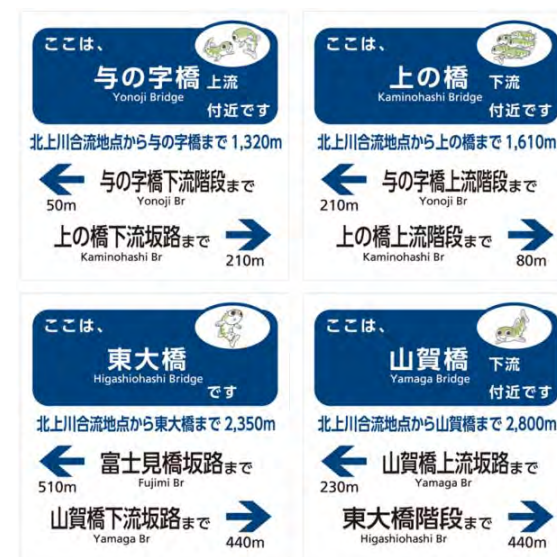 ここは、
与の字橋 上流
Yonoji Bridge
付近です
北上川合流地点から与の字橋まで 1,320m
与の字橋下流階段まで
Yonoji Br
50m
上の橋下流坂路まで
Kaminohashi Br
210m
ここは、
上の橋 下流
Kaminohashi Bridge
付近です
北上川合流地点から上の橋まで 1,610m
与の字橋上流階段まで
Yonoji Br
210m
上の橋上流階段まで
Kaminohashi Br
80m
ここは、
東大橋
Higashiohashi Bridge
です
北上川合流地点から東大橋まで 2,350m
富士見橋坂路まで
Fujimi Br
510m
山賀橋下流坂路まで
Yamaga Br
440m
ここは、
山賀橋 下流
Yamaga Bridge
付近です
北上川合流地点から山賀橋まで 2,800m
山賀橋上流坂路まで
Yamaga Br
230m
東大橋階段まで
Higashiohashi Br
440m